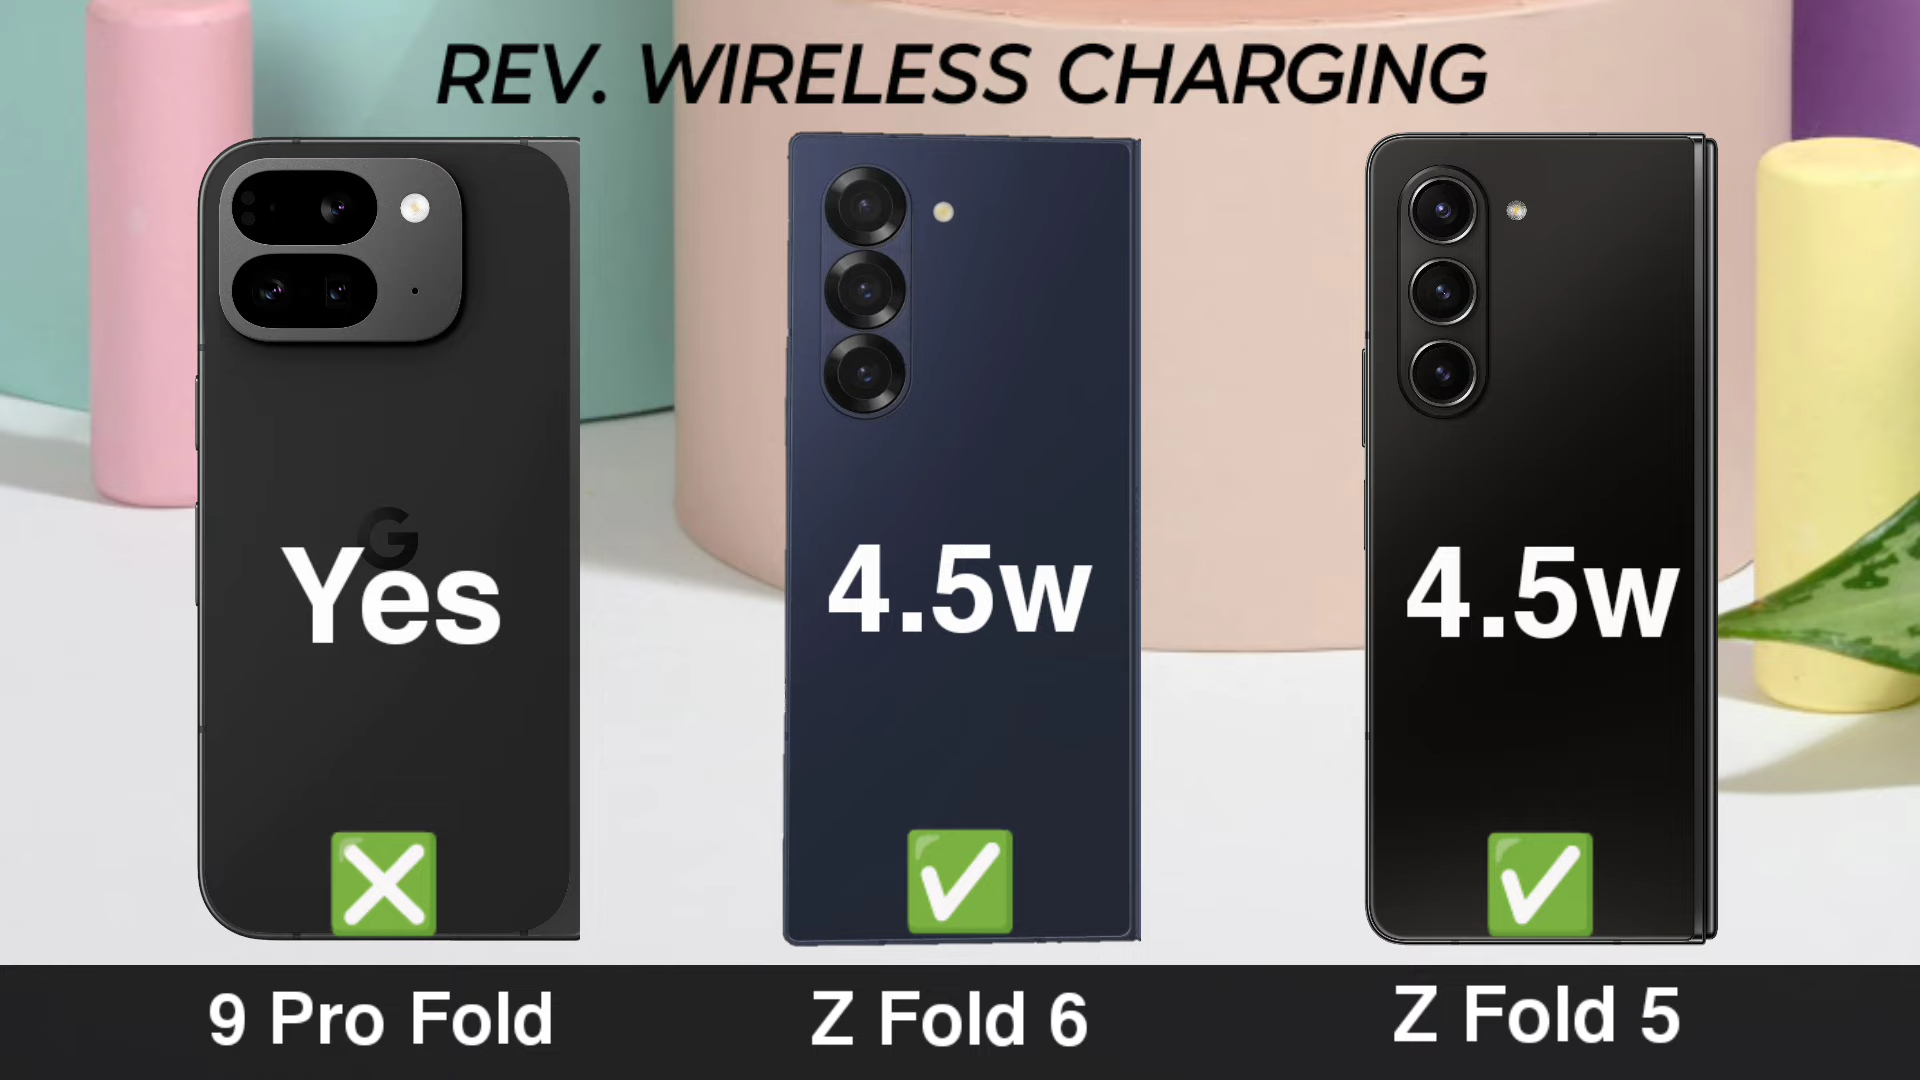 REV. WIRELESS CHARGING
G
Yes
4.5w
4.5w
9 Pro Fold
Z Fold 6
Z Fold 5